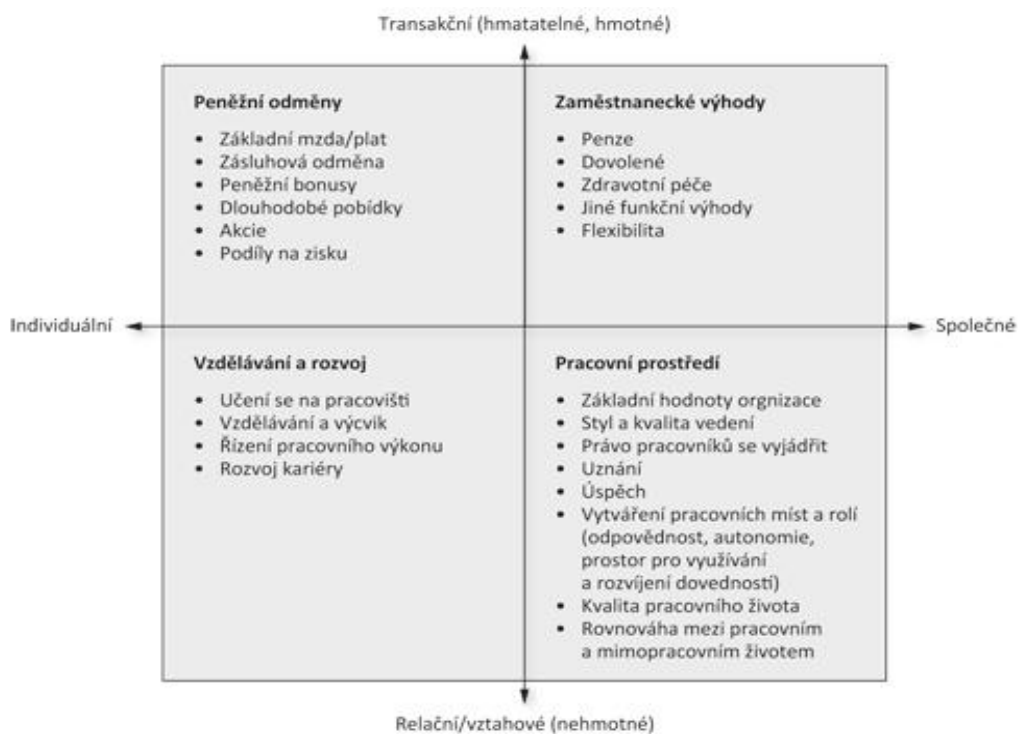 Transakční (hmatatelné, hmotné)
Peněžní odměny
• Základní mzda/plat
• Zásluhová odměna
• Peněžní bonusy
• Dlouhodobé pobídky
• Akcie
• Podíly na zisku
Zaměstnanecké výhody
• Penze
• Dovolené
• Zdravotní péče
• Jiné funkční výhody
• Flexibilita
Individuální
Společné
Vzdělávání a rozvoj
• Učení se na pracovišti
• Vzdělávání a výcvik
• Řízení pracovního výkonu
• Rozvoj kariéry
Pracovní prostředí
• Základní hodnoty orgnizace
• Styl a kvalita vedení
• Právo pracovníků se vyjádřit
• Uznání
• Úspěch
• Vytváření pracovních míst a rolí
(odpovědnost, autonomie,
prostor pro využívání
a rozvíjení dovedností)
• Kvalita pracovního života
• Rovnováha mezi pracovním
a mimopracovním životem
Relační/vztahové (nehmotné)